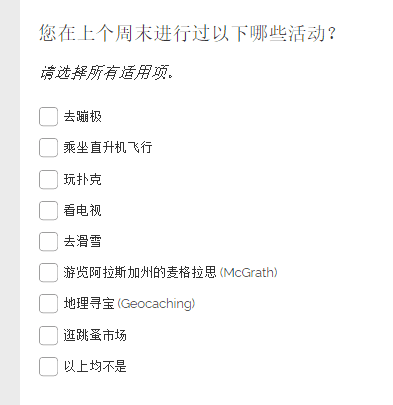 您在上个周末进行过以下哪些活动？
请选择所有适用项。
去蹦极
乘坐直升机飞行
玩扑克
看电视
去滑雪
游览阿拉斯加州的麦格拉思 (McGrath)
地理寻宝 (Geocaching)
逛跳蚤市场
以上均不是